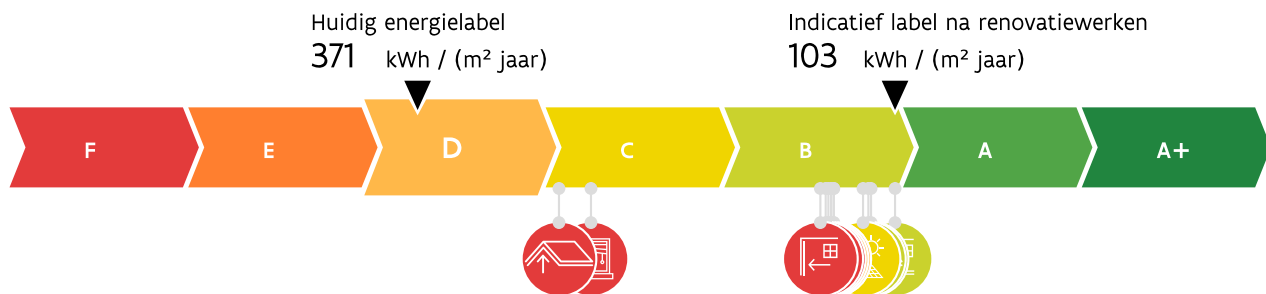 Huidig energielabel
371 kWh / (m² jaar)
Indicatief label na renovatiewerken
103 kWh / (m² jaar)
F E D C B A A+